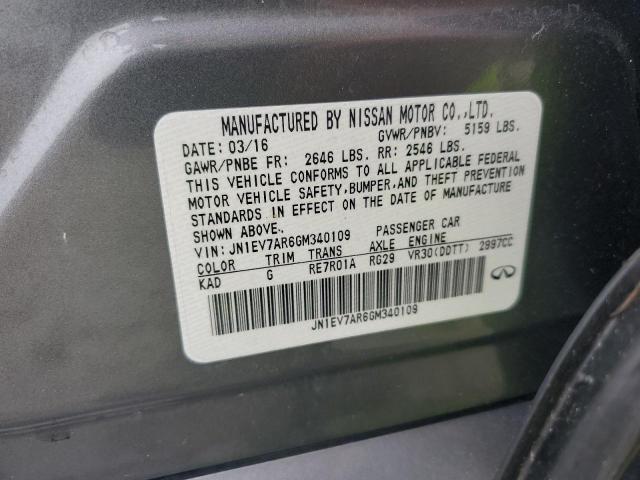 MANUFACTURED BY NISSAN MOTOR CO.,LTD.
DATE: 03/16 GVWR/PNBV: 5159 LBS.
GAWR/PNBE FR: 2646 LBS. RR: 2546 LBS.
THIS VEHICLE CONFORMS TO ALL APPLICABLE FEDERAL
MOTOR VEHICLE SAFETY,BUMPER,AND THEFT PREVENTION
STANDARDS IN EFFECT ON THE DATE OF MANUFACTURE
SHOWN ABOVE.
VIN: JN1EV7AR6GM340109 PASSENGER CAR
COLOR TRIM TRANS AXLE ENGINE
KAD G RE7R01A RG29 VR30(DDTT) 2997CC
JN1EV7AR6GM340109